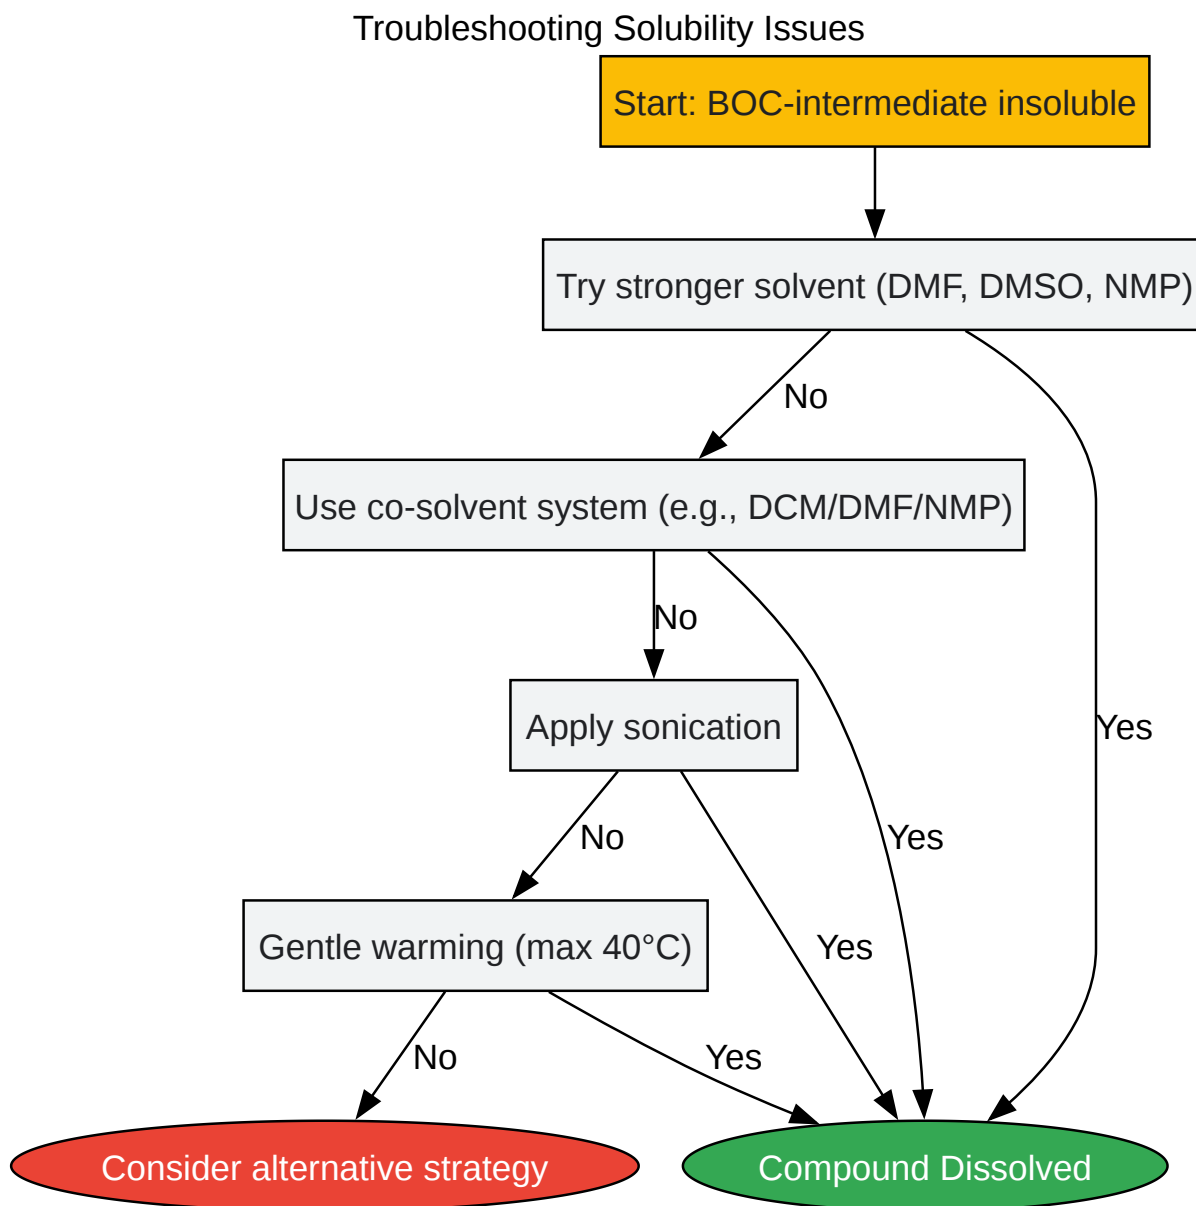 Troubleshooting Solubility Issues
Start: BOC-intermediate insoluble
Try stronger solvent (DMF, DMSO, NMP)
No
Use co-solvent system (e.g., DCM/DMF/NMP)
No
Apply sonication
Yes
No
Yes
Gentle warming (max 40°C)
Yes
No
Yes
Consider alternative strategy
Compound Dissolved